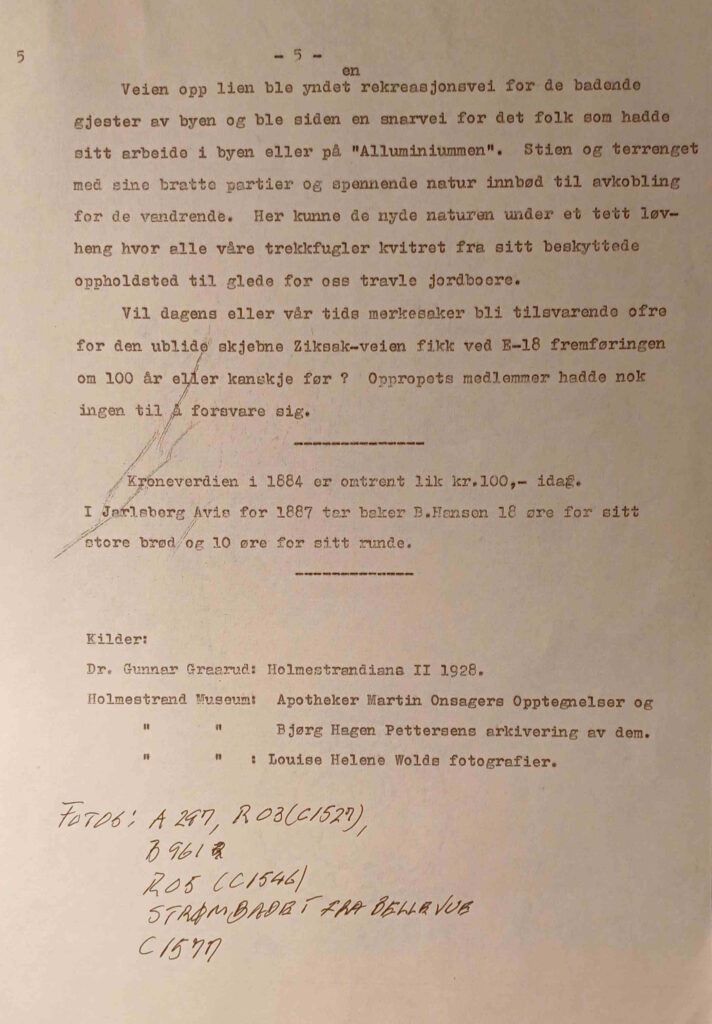 5
- 5 -
en
Veien opp lien ble yndet rekreasjonsvei for de badende
gjester av byen og ble siden en snarvei for det folk som hadde
sitt arbeide i byen eller på "Alluminiummen". Stien og terrenget
med sine bratte partier og spennende natur innbød til avkobling
for de vandrende. Her kunne de nyde naturen under et tett løv-
heng hvor alle våre trekkfugler kvitret fra sitt beskyttede
oppholdsted til glede for oss travle jordboere.
Vil dagens eller vår tids merkesaker bli tilsvarende ofre
for den ublide skjebne Ziksak-veien fikk ved E-18 fremføringen
om 100 år eller kanskje før ? Oppropets medlemmer hadde nok
ingen til å forsvare sig.
Kroneverdien i 1884 er omtrent lik kr.100,- idag.
I Jarlsberg Avis for 1887 tar baker B.Hansen 18 øre for sitt
store brød og 10 øre for sitt runde.
Kilder:
Dr. Gunnar Graarud: Holmestrandiana II 1928.
Holmestrand Museum: Apotheker Martin Onsagers Opptegnelser og
" " Bjørg Hagen Pettersens arkivering av dem.
" " : Louise Helene Wolds fotografier.
FOTOS: A 297, R 03(C1527),
B 961
R 05 (C1546)
STRØMBADET FRA BELLEVUE
C 1577